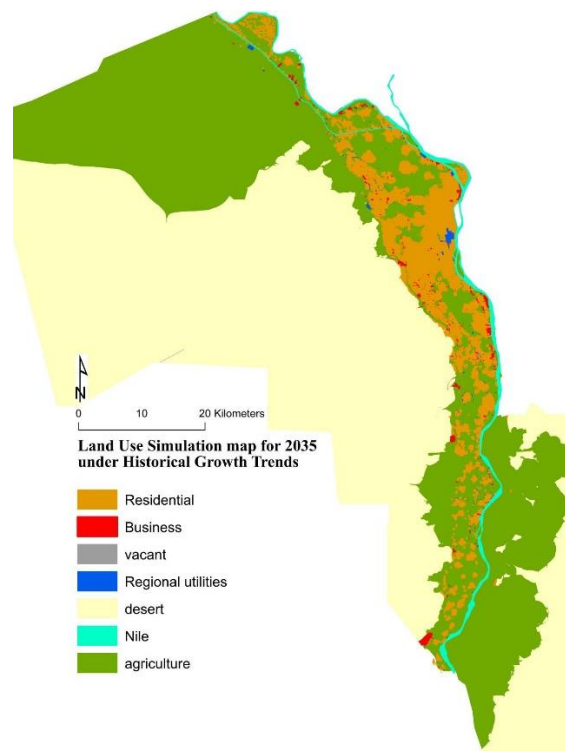 N
0 10 20 Kilometers
Land Use Simulation map for 2035
under Historical Growth Trends
Residential
Business
vacant
Regional utilities
desert
Nile
agriculture